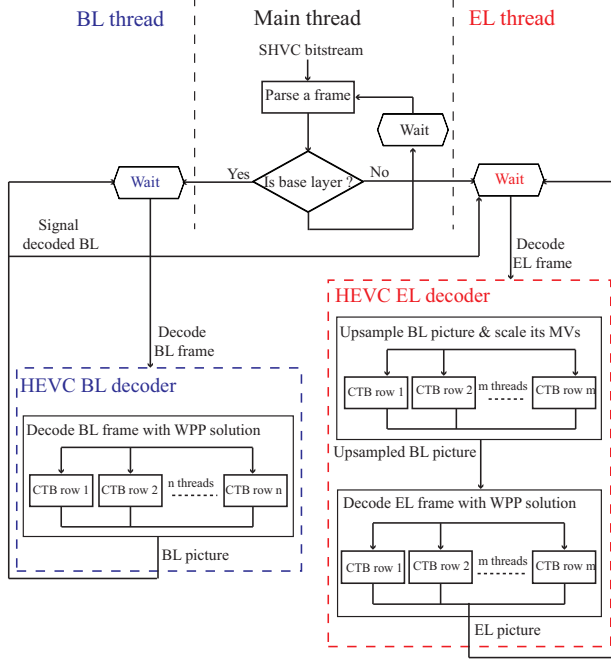 BL thread
Main thread
EL thread
SHVC bitstream
Parse a frame
Wait
Is base layer ?
Yes
No
Wait
Wait
Signal
decoded BL
Decode
BL frame
Decode
EL frame
HEVC BL decoder
Decode BL frame with WPP solution
CTB row 1
CTB row 2
n threads
CTB row n
BL picture
HEVC EL decoder
Upsample BL picture & scale its MVs
CTB row 1
CTB row 2
m threads
CTB row m
Upsampled BL picture
Decode EL frame with WPP solution
CTB row 1
CTB row 2
m threads
CTB row m
EL picture